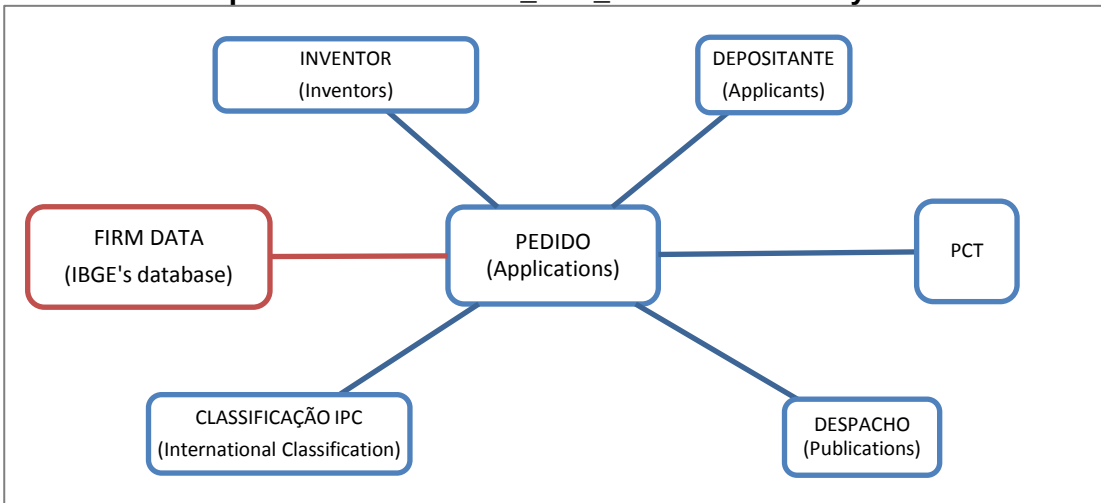 INVENTOR
(Inventors)
DEPOSITANTE
(Applicants)
FIRM DATA
(IBGE's database)
PEDIDO
(Applications)
PCT
CLASSIFICAÇÃO IPC
(International Classification)
DESPACHO
(Publications)